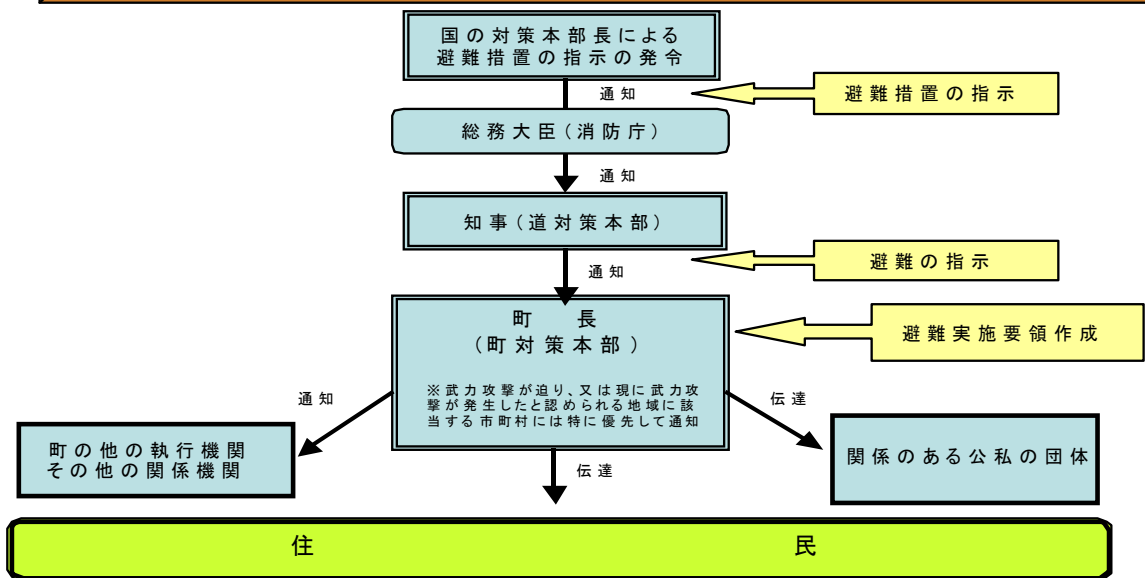 国の対策本部長による
避難措置の指示の発令
通知
避難措置の指示
総務大臣(消防庁)
通知
知事(道対策本部)
通知
避難の指示
町　長
(町対策本部)
避難実施要領作成
※武力攻撃が迫り、又は現に武力攻
撃が発生したと認められる地域に該
当する市町村には特に優先して通知
通知
伝達
町の他の執行機関
その他の関係機関
関係のある公私の団体
伝達
住　民